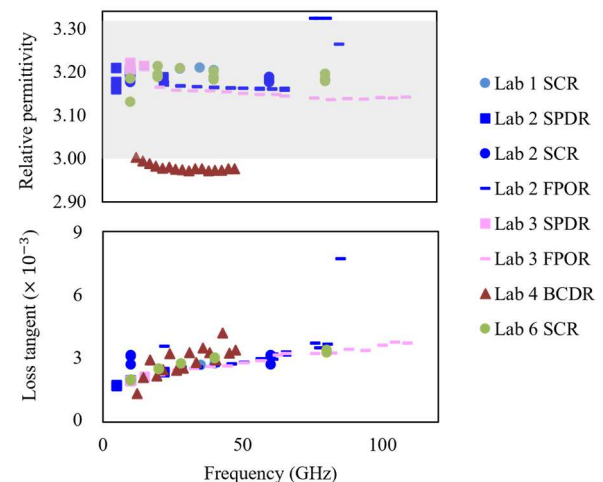 3.30
3.20
3.10
3.00
2.90
Relative permittivity
9
6
3
0
Loss tangent (× 10⁻³)
0
50
100
Frequency (GHz)
Lab 1 SCR
Lab 2 SPDR
Lab 2 SCR
Lab 2 FPOR
Lab 3 SPDR
Lab 3 FPOR
Lab 4 BCDR
Lab 6 SCR